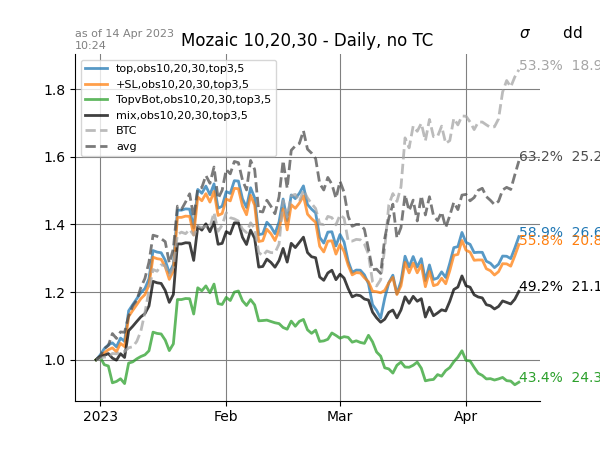 as of 14 Apr 2023
10:24
Mozaic 10,20,30 - Daily, no TC
σ dd
top,obs10,20,30,top3,5
+SL,obs10,20,30,top3,5
TopvBot,obs10,20,30,top3,5
mix,obs10,20,30,top3,5
BTC
avg
1.8
1.6
1.4
1.2
1.0
53.3% 18.9
63.2% 25.2
58.9% 26.6
55.8% 20.8
49.2% 21.1
43.4% 24.3
2023 Feb Mar Apr